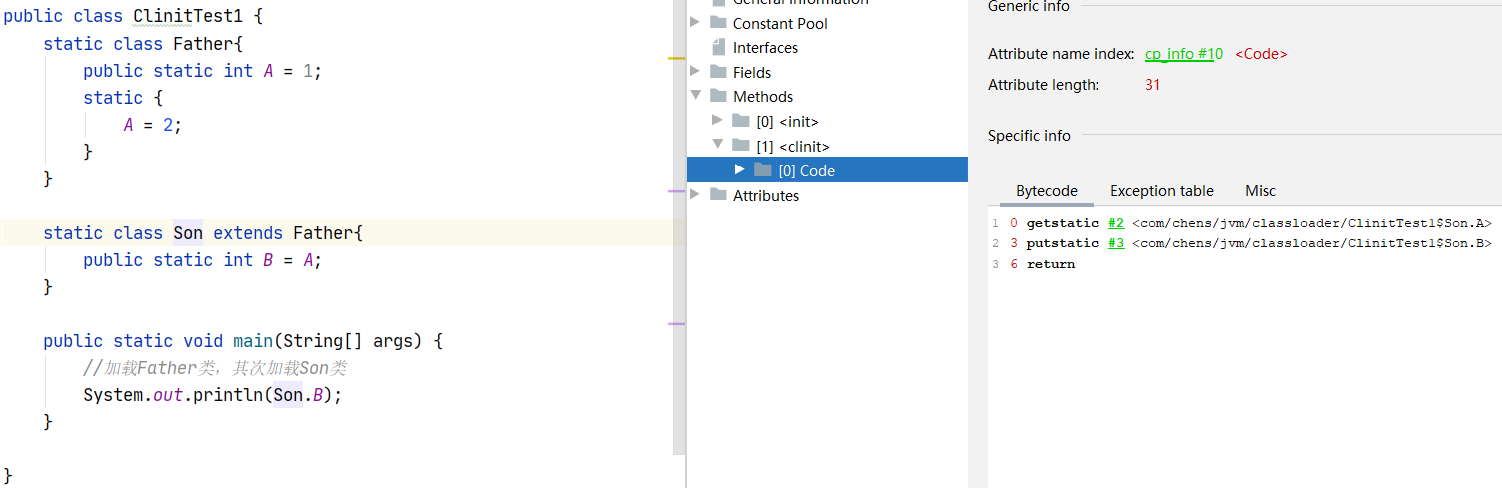 public class ClinitTest1 {
static class Father{
public static int A = 1;
static {
A = 2;
}
}
static class Son extends Father{
public static int B = A;
}
public static void main(String[] args) {
//加载Father类，其次加载Son类
System.out.println(Son.B);
}
}
General information
Constant Pool
Interfaces
Fields
Methods
[0] <init>
[1] <clinit>
[0] Code
Attributes
Generic info
Attribute name index: cp_info #10 <Code>
Attribute length: 31
Specific info
Bytecode Exception table Misc
1 0 getstatic #2 <com/chens/jvm/classloader/ClinitTest1$Son.A>
2 3 putstatic #3 <com/chens/jvm/classloader/ClinitTest1$Son.B>
3 6 return